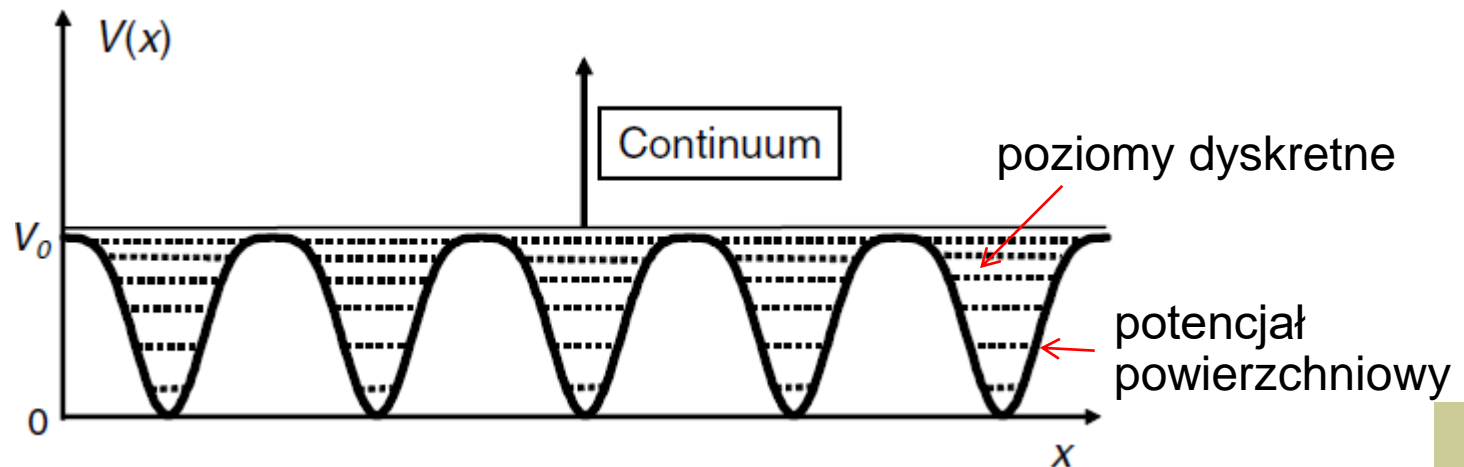 V(x)
Continuum
poziomy dyskretne
V₀
potencjał
powierzchniowy
0
x